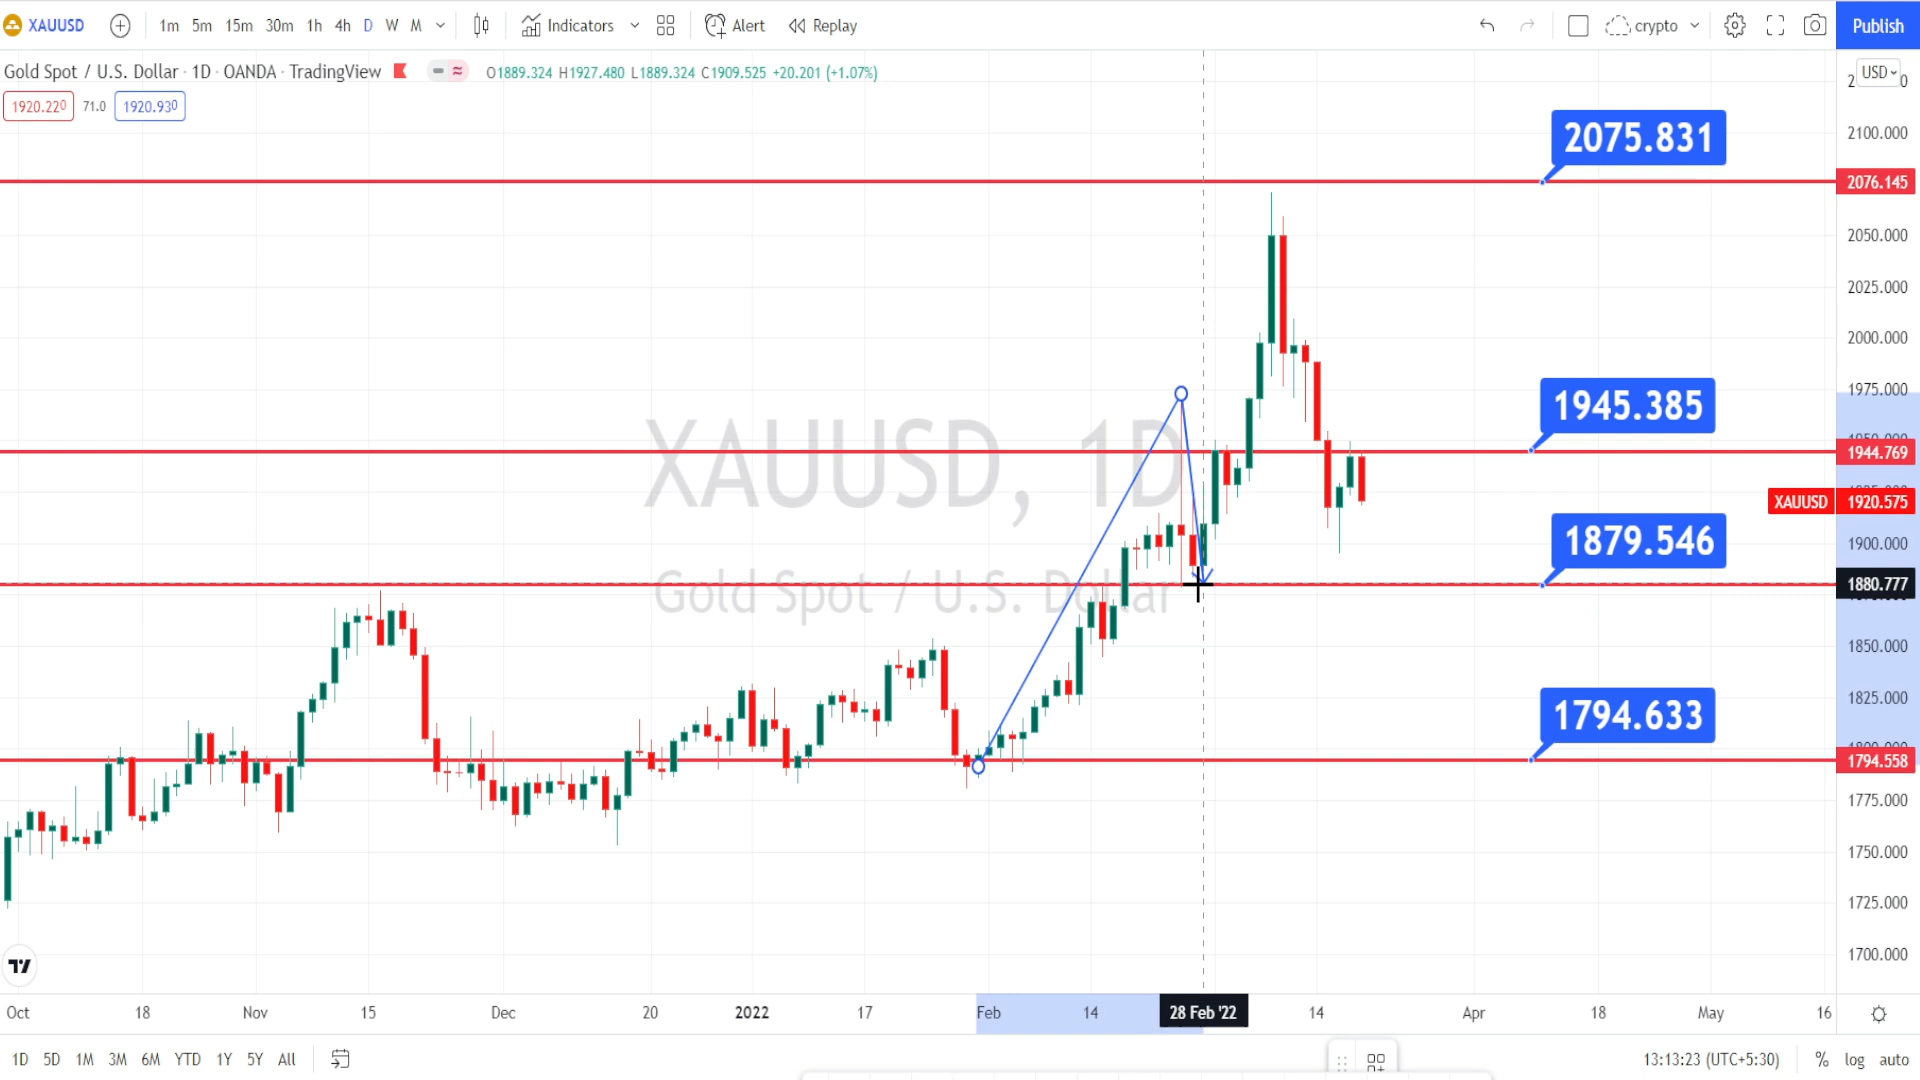 XAUUSD 1m 5m 15m 30m 1h 4h D W M Indicators Alert Replay crypto Publish
Gold Spot / U.S. Dollar · 1D · OANDA · TradingView O1889.324 H1927.480 L1889.324 C1909.525 +20.201 (+1.07%)
USD
1920.220 71.0 1920.930
2075.831
2100.000
2076.145
2050.000
2025.000
2000.000
1975.000
1945.385
1944.769
XAUUSD, 1D
XAUUSD 1920.575
1879.546
1900.000
1880.777
Gold Spot / U.S. Dollar
1850.000
1825.000
1794.633
1794.558
1775.000
1750.000
1725.000
1700.000
Oct 18 Nov 15 Dec 20 2022 17 Feb 14 28 Feb '22 14 Apr 18 May 16
1D 5D 1M 3M 6M YTD 1Y 5Y All 13:13:23 (UTC+5:30) % log auto